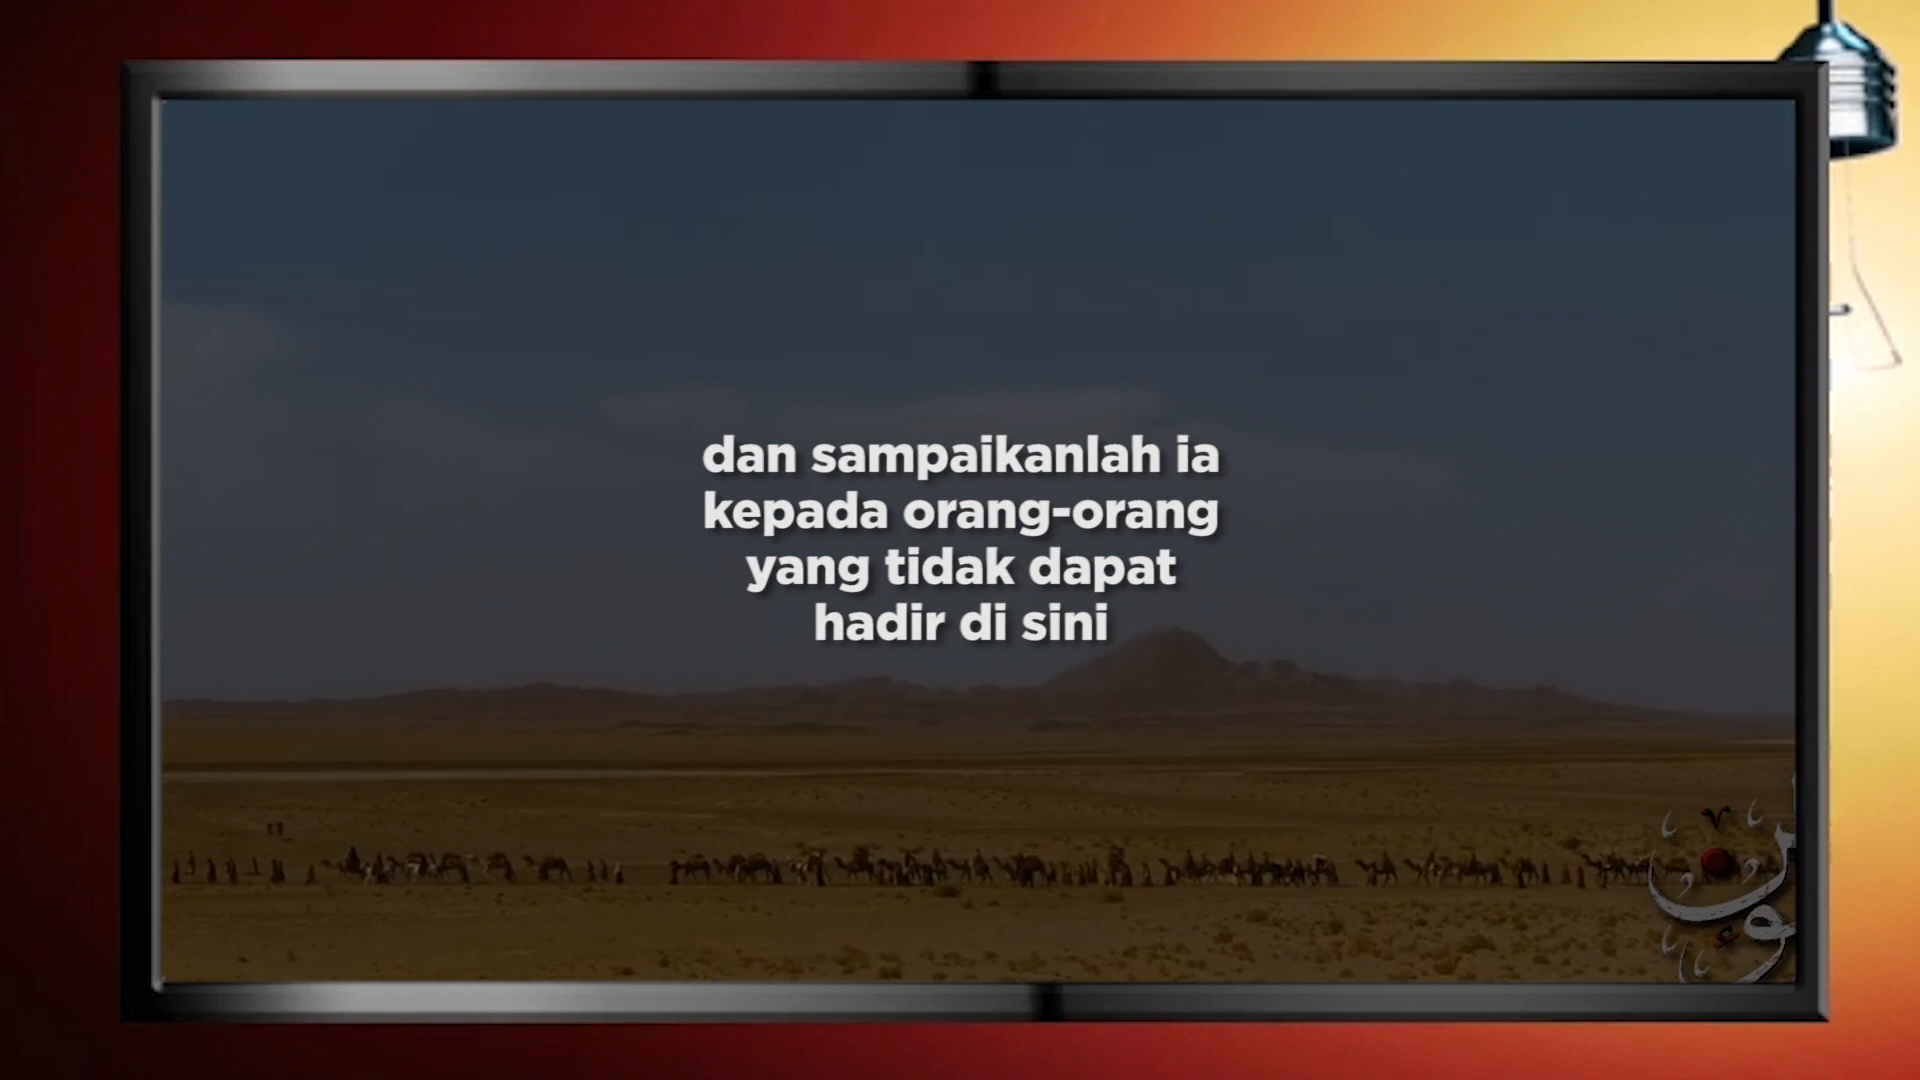 dan sampaikanlah ia
kepada orang-orang
yang tidak dapat
hadir di sini